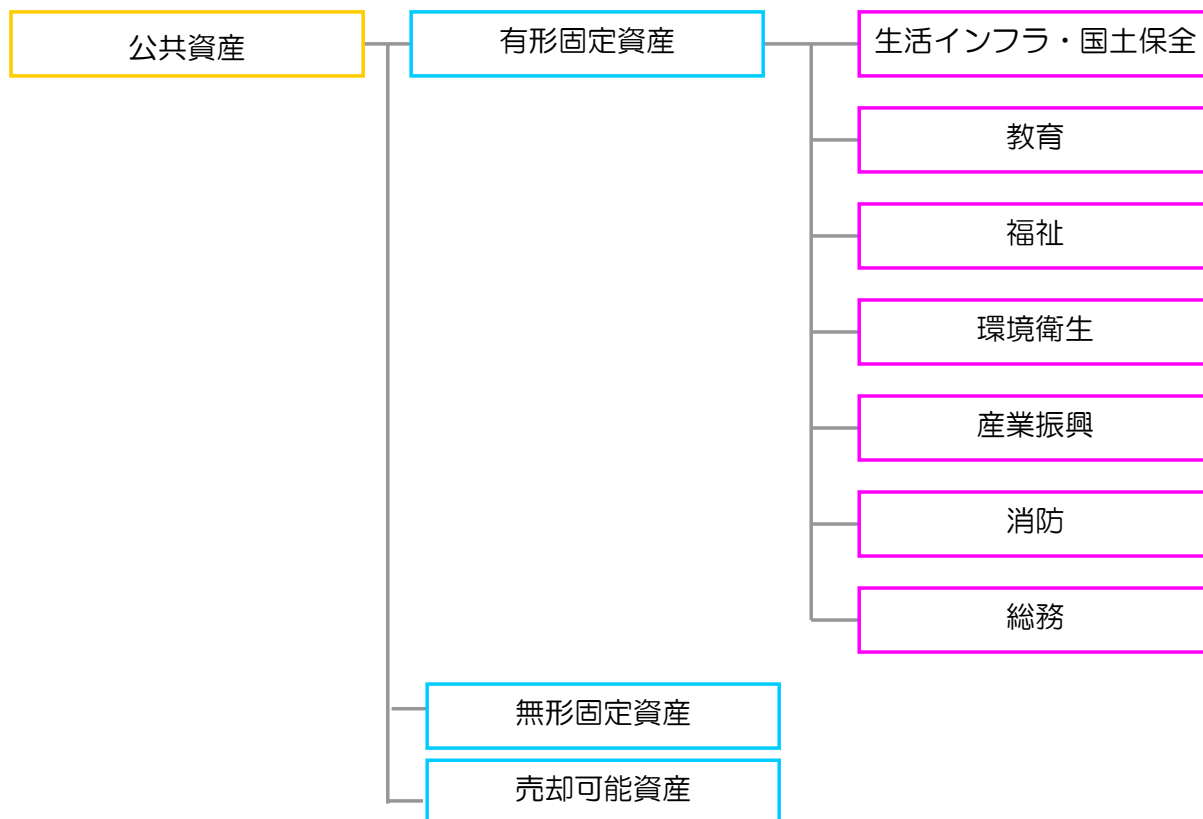 公共資産
有形固定資産
生活インフラ・国土保全
教育
福祉
環境衛生
産業振興
消防
総務
無形固定資産
売却可能資産